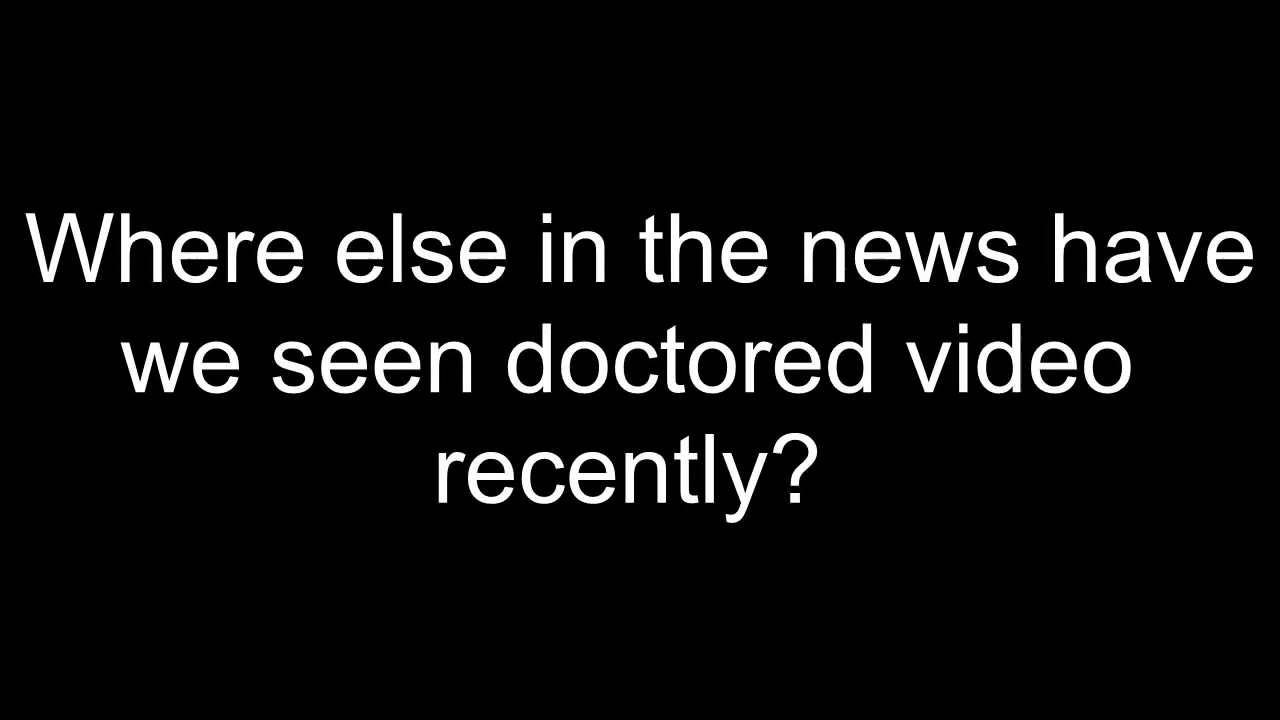 Where else in the news have
we seen doctored video
recently?